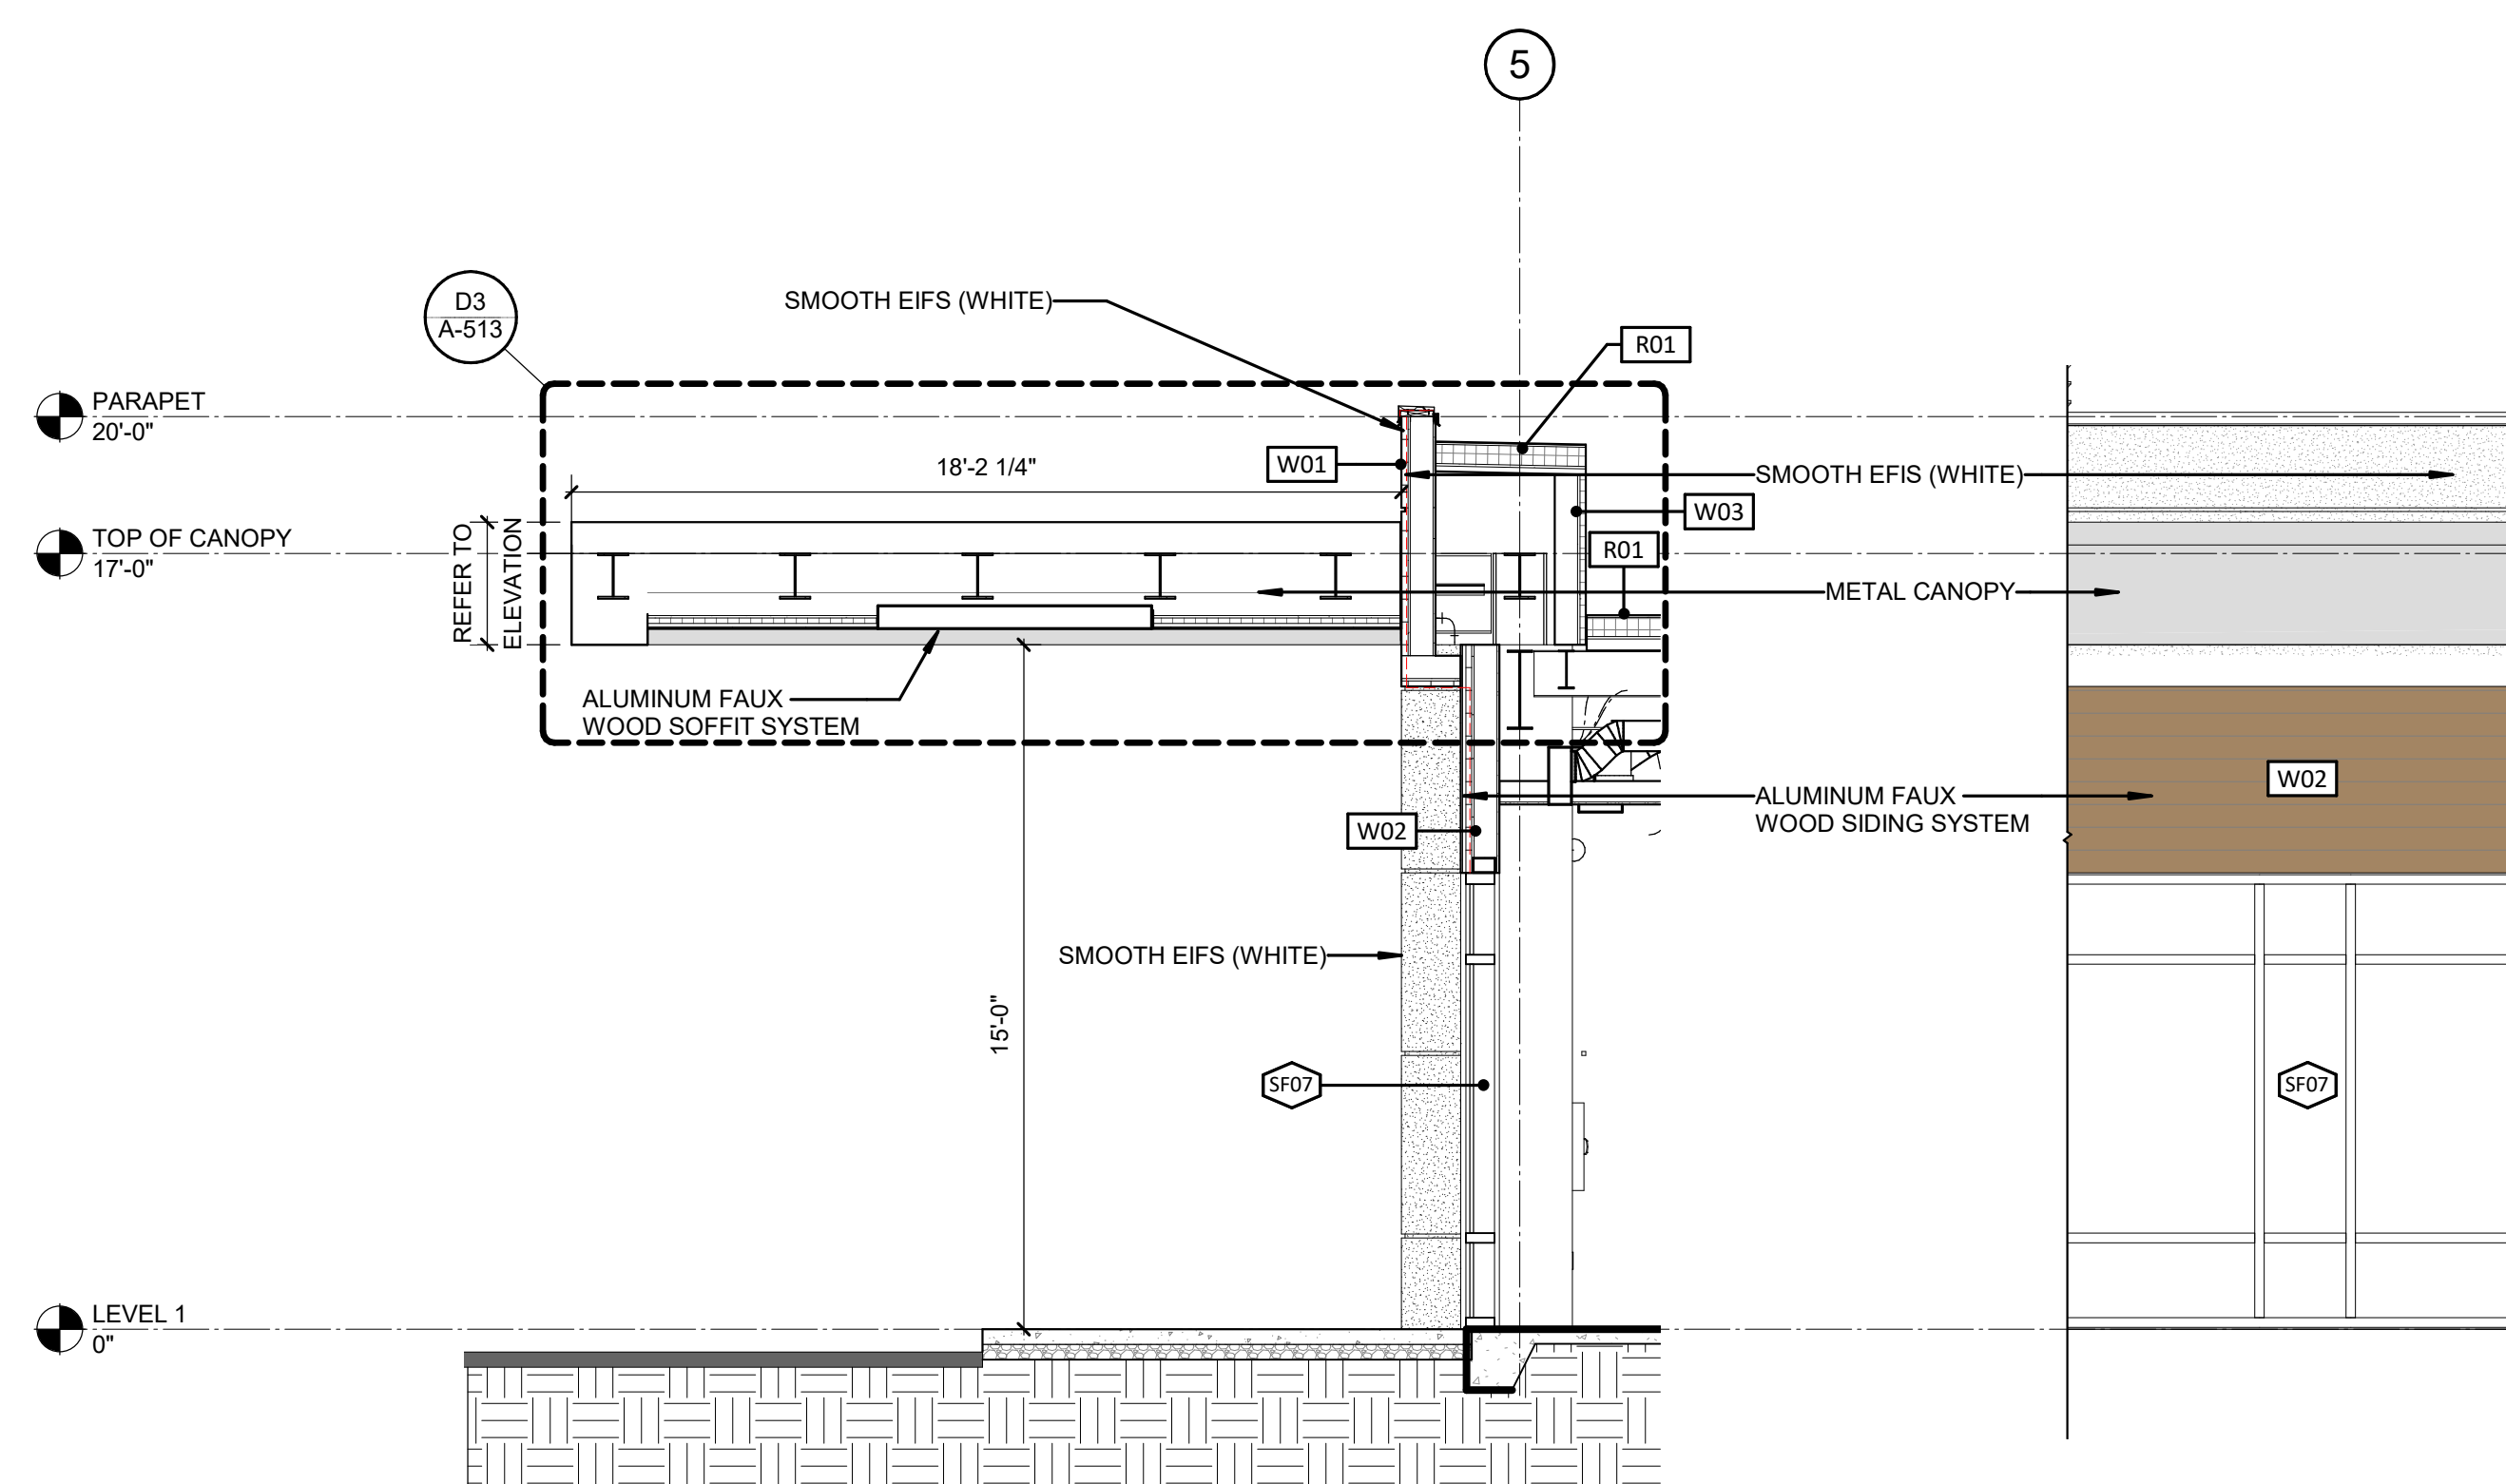 5
D3
A-513
SMOOTH EIFS (WHITE)
R01
PARAPET
20'-0"
18'-2 1/4"
W01
SMOOTH EFIS (WHITE)
W03
TOP OF CANOPY
17'-0"
REFER TO
ELEVATION
R01
METAL CANOPY
ALUMINUM FAUX
WOOD SOFFIT SYSTEM
W02
ALUMINUM FAUX
WOOD SIDING SYSTEM
W02
SMOOTH EIFS (WHITE)
15'-0"
SF07
SF07
LEVEL 1
0"